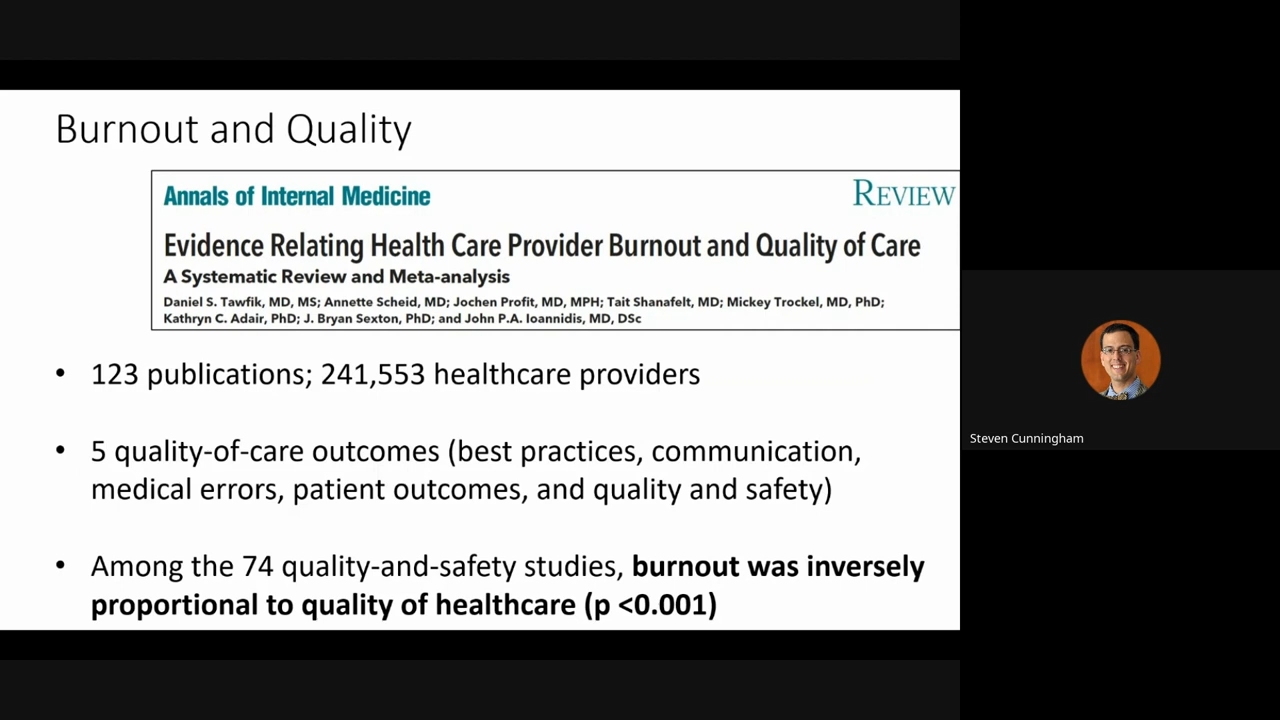 Burnout and Quality
Annals of Internal Medicine
REVIEW
Evidence Relating Health Care Provider Burnout and Quality of Care
A Systematic Review and Meta-analysis
Daniel S. Tawfik, MD, MS; Annette Scheid, MD; Jochen Profit, MD, MPH; Tait Shanafelt, MD; Mickey Trockel, MD, PhD;
Kathryn C. Adair, PhD; J. Bryan Sexton, PhD; and John P.A. Ioannidis, MD, DSc
• 123 publications; 241,553 healthcare providers
• 5 quality-of-care outcomes (best practices, communication,
medical errors, patient outcomes, and quality and safety)
• Among the 74 quality-and-safety studies, burnout was inversely
proportional to quality of healthcare (p <0.001)
Steven Cunningham